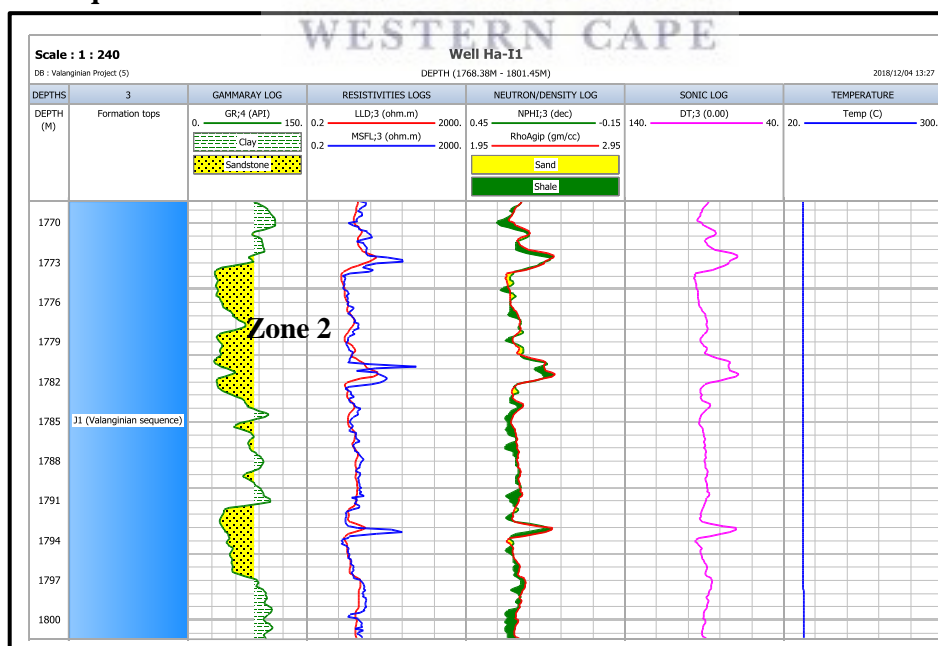 WESTERN CAPE
Scale : 1 : 240
Well Ha-I1
DB : Valanginian Project (5)
DEPTH (1768.38M - 1801.45M)
2018/12/04 13:27
DEPTHS 3 GAMMARAY LOG RESISTIVITIES LOGS NEUTRON/DENSITY LOG SONIC LOG TEMPERATURE
DEPTH (M)
Formation tops
GR;4 (API)
0. 150.
Clay
Sandstone
LLD;3 (ohm.m)
0.2 2000.
MSFL;3 (ohm.m)
0.2 2000.
NPHI;3 (dec)
0.45 -0.15
RhoAgip (gm/cc)
1.95 2.95
Sand
Shale
DT;3 (0.00)
140. 40.
Temp (C)
20. 300.
1770
1773
1776
1779
Zone 2
1782
1785
J1 (Valanginian sequence)
1788
1791
1794
1797
1800